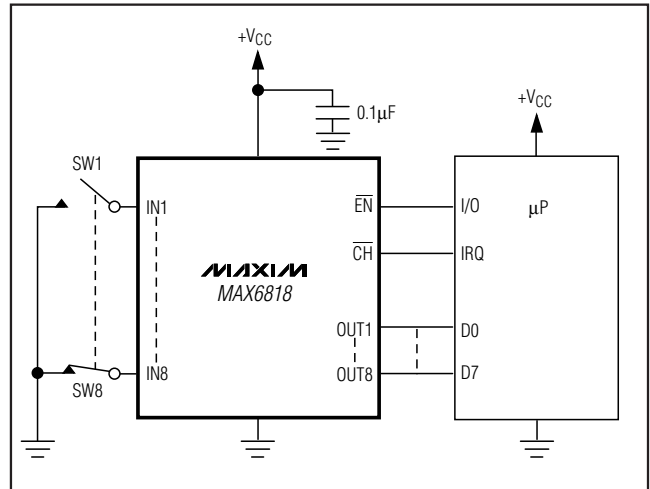 +VCC
0.1µF
+VCC
SW1
IN1
EN
I/O
µP
CH
IRQ
MAXIM
MAX6818
OUT1
D0
IN8
OUT8
D7
SW8